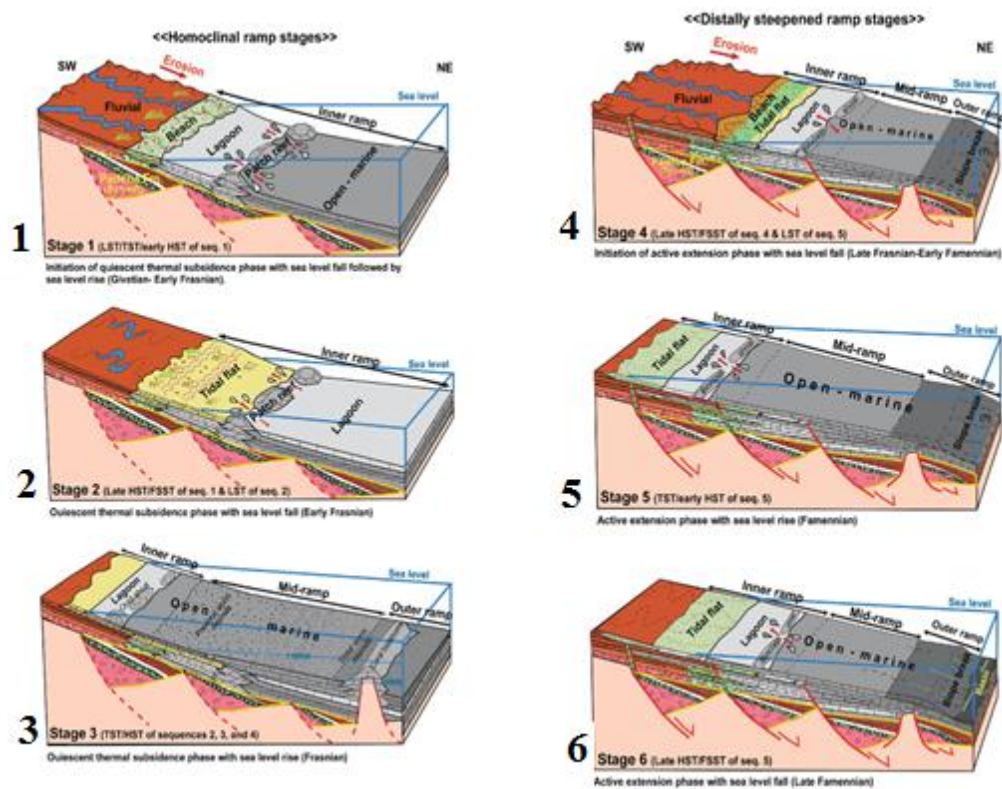 <<Homoclinal ramp stages>>
SW
Erosion
NE
Sea level
Inner ramp
Fluvial
Beach
Lagoon
Patch reef
Open-marine
1
Stage 1 (LST/TST/early HST of seq. 1)
Initiation of quiescent thermal subsidence phase with sea level fall followed by
sea level rise (Givetian- Early Frasnian).
Inner ramp
Sea level
Tidal flat
Patch reef
Lagoon
2
Stage 2 (Late HST/FSST of seq. 1 & LST of seq. 2)
Quiescent thermal subsidence phase with sea level fall (Early Frasnian)
Inner ramp
Sea level
Mid-ramp
Outer ramp
Lagoon
Open
marine
3
Stage 3 (TST/HST of sequences 2, 3, and 4)
Quiescent thermal subsidence phase with sea level rise (Frasnian)
<<Distally steepened ramp stages>>
SW
Erosion
NE
Sea level
Inner ramp
Mid-ramp
Outer ramp
Fluvial
Beach
Tidal flat
Lagoon
Open-marine
Slope break
4
Stage 4 (Late HST/FSST of seq. 4 & LST of seq. 5)
Initiation of active extension phase with sea level fall (Late Frasnian-Early Famennian)
Inner ramp
Sea level
Mid-ramp
Outer ramp
Tidal flat
Lagoon
Open-marine
Slope break
5
Stage 5 (TST/early HST of seq. 5)
Active extension phase with sea level rise (Famennian)
Inner ramp
Sea level
Mid-ramp
Outer ramp
Tidal flat
Lagoon
Open-marine
Slope break
6
Stage 6 (Late HST/FSST of seq. 5)
Active extension phase with sea level fall (Late Famennian)